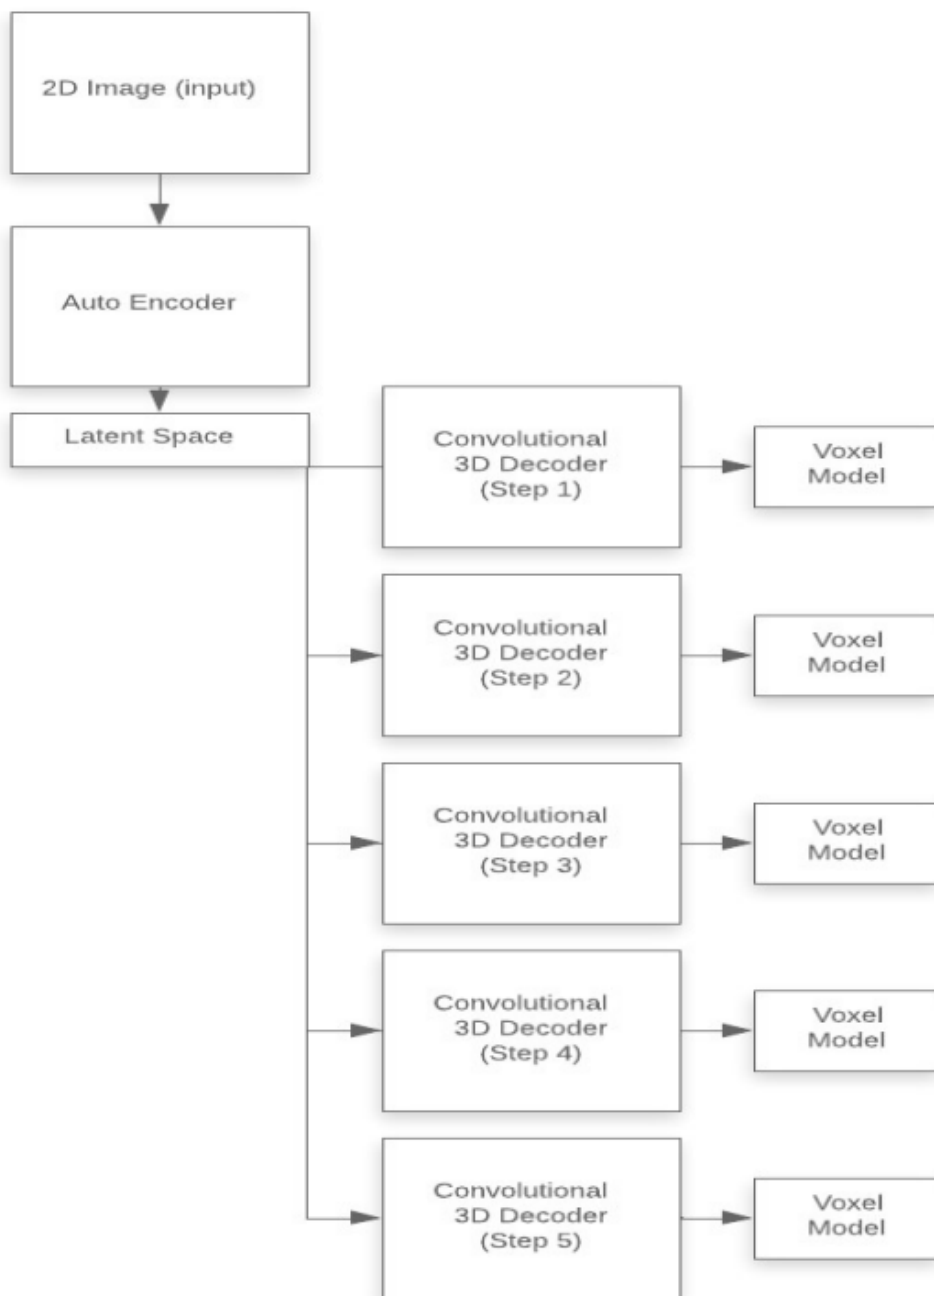 2D Image (input)
Auto Encoder
Latent Space
Convolutional
3D Decoder
(Step 1)
Voxel
Model
Convolutional
3D Decoder
(Step 2)
Voxel
Model
Convolutional
3D Decoder
(Step 3)
Voxel
Model
Convolutional
3D Decoder
(Step 4)
Voxel
Model
Convolutional
3D Decoder
(Step 5)
Voxel
Model